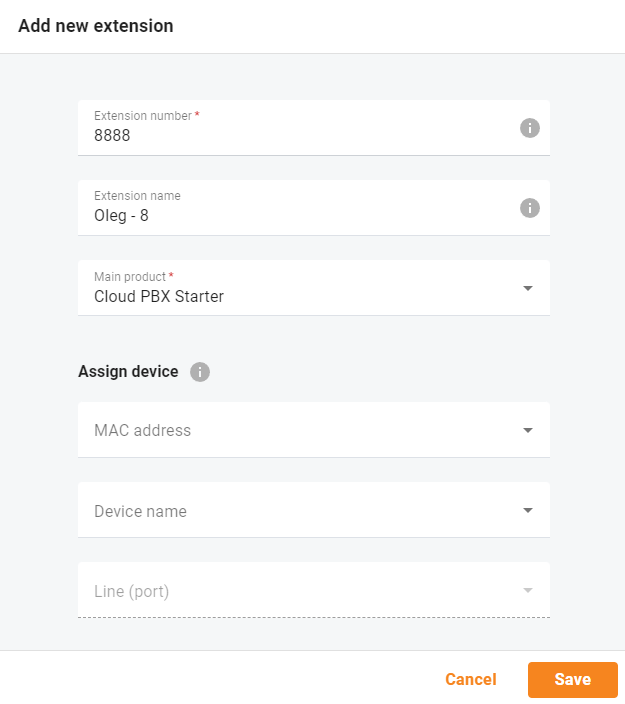 Add new extension
Extension number *
8888
Extension name
Oleg - 8
Main product *
Cloud PBX Starter
Assign device
MAC address
Device name
Line (port)
Cancel Save